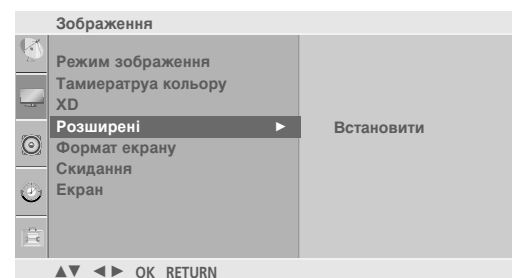 Зображення
Режим зображення
Тамиератруа кольору
XD
Розширені ► Встановити
Формат екрану
Скидання
Екран
▲▼ ◄► OK RETURN